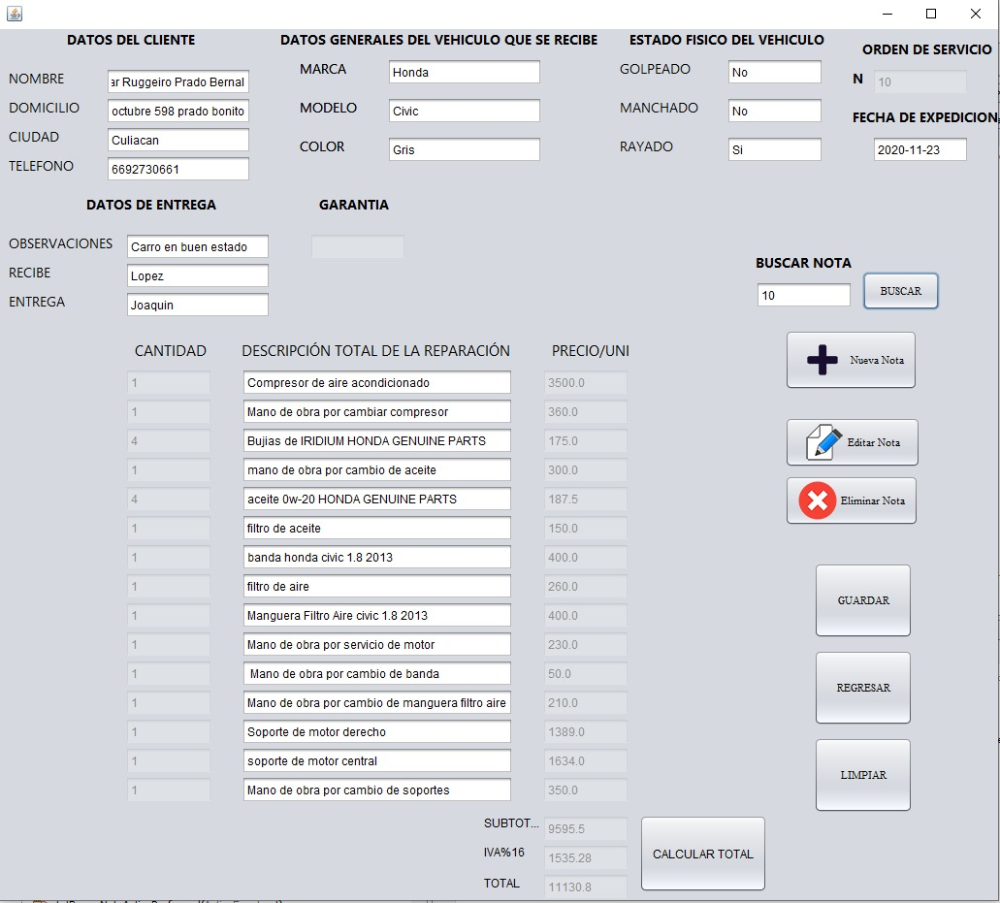 DATOS DEL CLIENTE
NOMBRE ar Ruggeiro Prado Bernal
DOMICILIO octubre 598 prado bonito
CIUDAD Culiacan
TELEFONO 6692730661
DATOS GENERALES DEL VEHICULO QUE SE RECIBE
MARCA Honda
MODELO Civic
COLOR Gris
ESTADO FISICO DEL VEHICULO
GOLPEADO No
MANCHADO No
RAYADO Si
ORDEN DE SERVICIO
N 10
FECHA DE EXPEDICION
2020-11-23
DATOS DE ENTREGA
OBSERVACIONES Carro en buen estado
RECIBE Lopez
ENTREGA Joaquin
GARANTIA
BUSCAR NOTA
10 BUSCAR
CANTIDAD DESCRIPCIÓN TOTAL DE LA REPARACIÓN PRECIO/UNI
1 Compresor de aire acondicionado 3500.0
1 Mano de obra por cambiar compresor 360.0
4 Bujias de IRIDIUM HONDA GENUINE PARTS 175.0
1 mano de obra por cambio de aceite 300.0
4 aceite 0w-20 HONDA GENUINE PARTS 187.5
1 filtro de aceite 150.0
1 banda honda civic 1.8 2013 400.0
1 filtro de aire 260.0
1 Manguera Filtro Aire civic 1.8 2013 400.0
1 Mano de obra por servicio de motor 230.0
1 Mano de obra por cambio de banda 50.0
1 Mano de obra por cambio de manguera filtro aire 210.0
1 Soporte de motor derecho 1389.0
1 soporte de motor central 1634.0
1 Mano de obra por cambio de soportes 350.0
SUBTOT... 9595.5
IVA%16 1535.28
TOTAL 11130.8
CALCULAR TOTAL
Nueva Nota
Editar Nota
Eliminar Nota
GUARDAR
REGRESAR
LIMPIAR